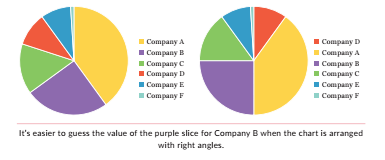 Company A
Company B
Company C
Company D
Company E
Company F
Company D
Company A
Company B
Company C
Company E
Company F
It's easier to guess the value of the purple slice for Company B when the chart is arranged
with right angles.